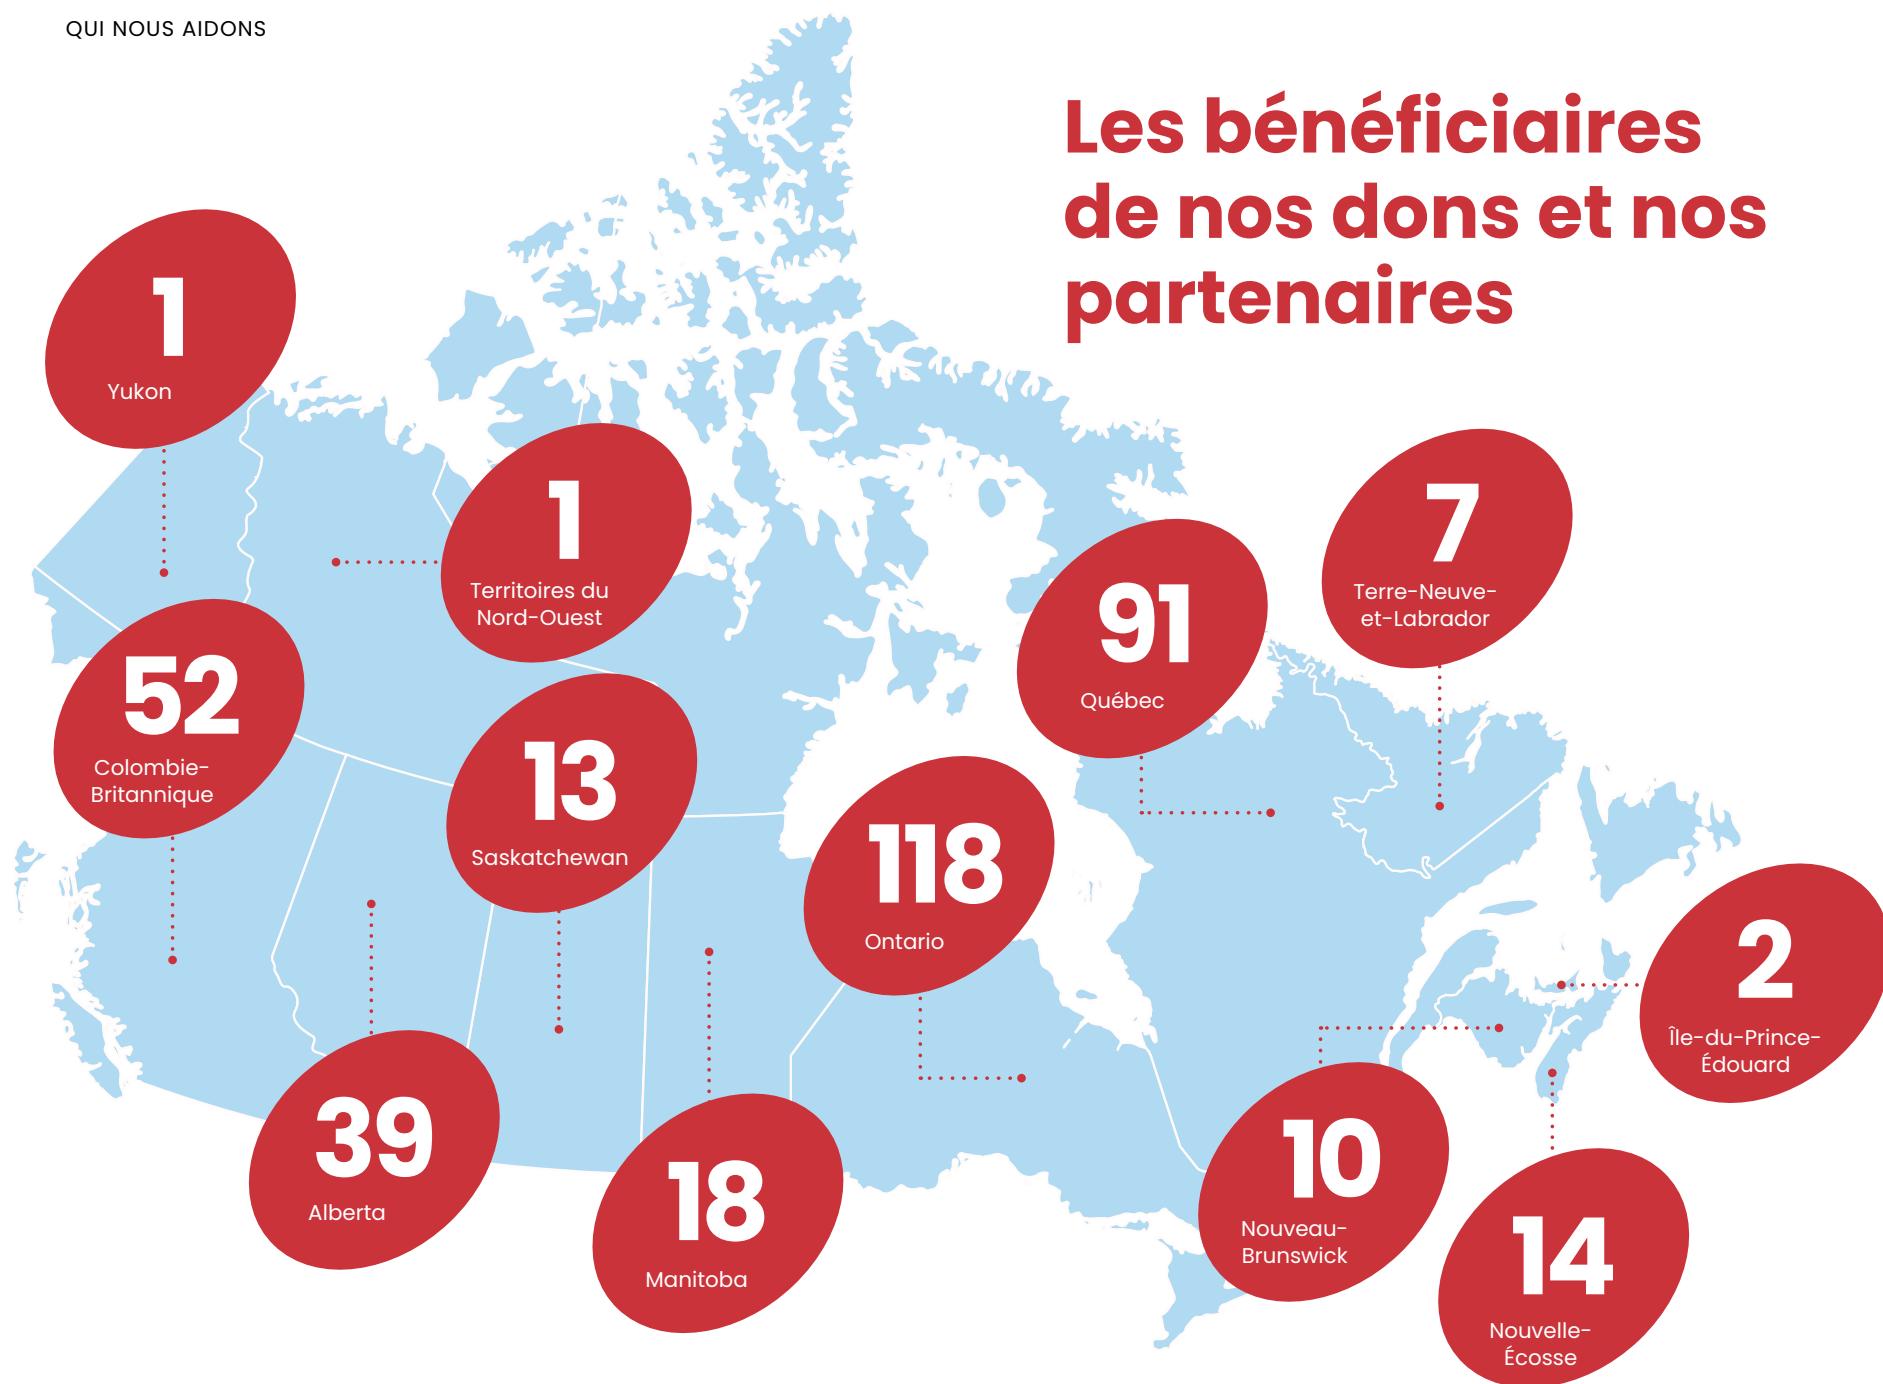 QUI NOUS AIDONS
Les bénéficiaires
de nos dons et nos
partenaires
1
Yukon
1
Territoires du
Nord-Ouest
7
Terre-Neuve-
et-Labrador
91
Québec
52
Colombie-
Britannique
13
Saskatchewan
118
Ontario
2
Île-du-Prince-
Édouard
39
Alberta
18
Manitoba
10
Nouveau-
Brunswick
14
Nouvelle-
Écosse